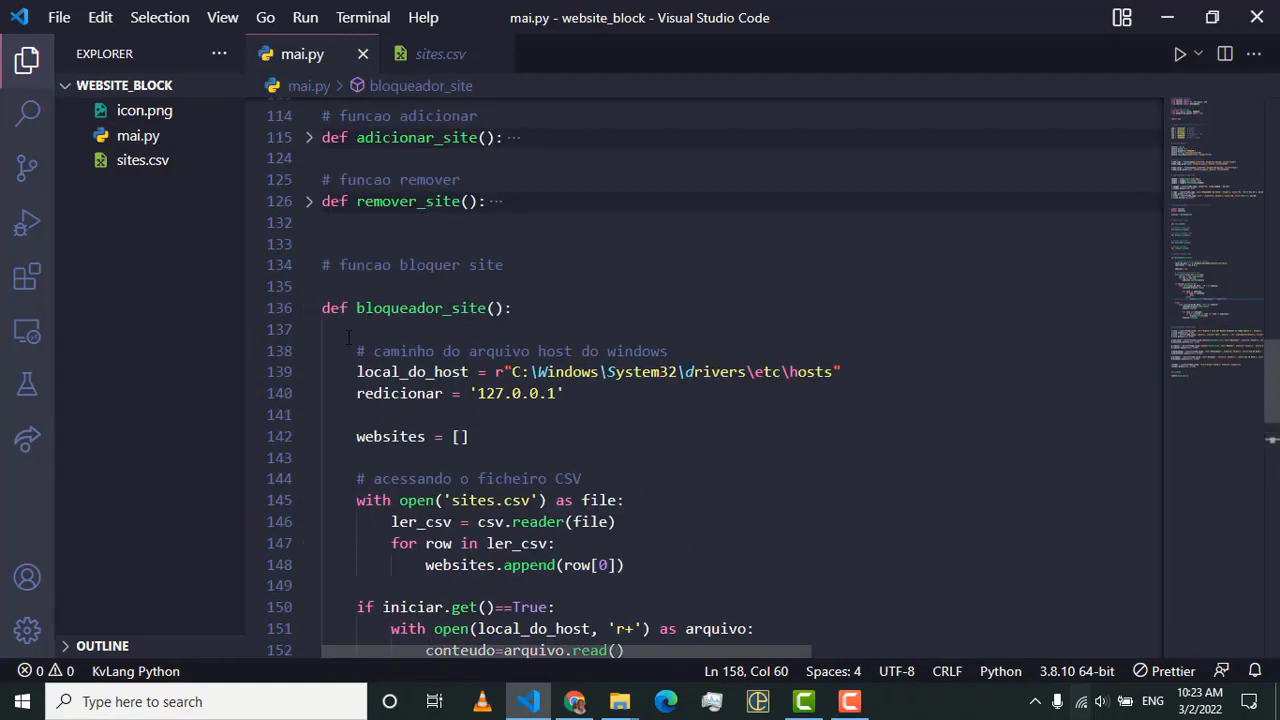 File Edit Selection View Go Run Terminal Help mai.py - website_block - Visual Studio Code
EXPLORER ··· mai.py sites.csv
WEBSITE_BLOCK
icon.png
mai.py
sites.csv
mai.py > bloqueador_site
114 # funcao adicionar
115 def adicionar_site(): ···
124
125 # funcao remover
126 def remover_site(): ···
132
133
134 # funcao bloquer site
135
136 def bloqueador_site():
137
138 # caminho do arquivo host do windows
139 local_do_host = r"C:\Windows\System32\drivers\etc\hosts"
140 redicionar = '127.0.0.1'
141
142 websites = []
143
144 # acessando o ficheiro CSV
145 with open('sites.csv') as file:
146 ler_csv = csv.reader(file)
147 for row in ler_csv:
148 websites.append(row[0])
149
150 if iniciar.get()==True:
151 with open(local_do_host, 'r+') as arquivo:
152 conteudo=arquivo.read()
OUTLINE
0 0 KvLang Python Ln 158, Col 60 Spaces: 4 UTF-8 CRLF Python 3.8.10 64-bit Prettier
Type here to search ENG 10:23 AM
3/2/2022